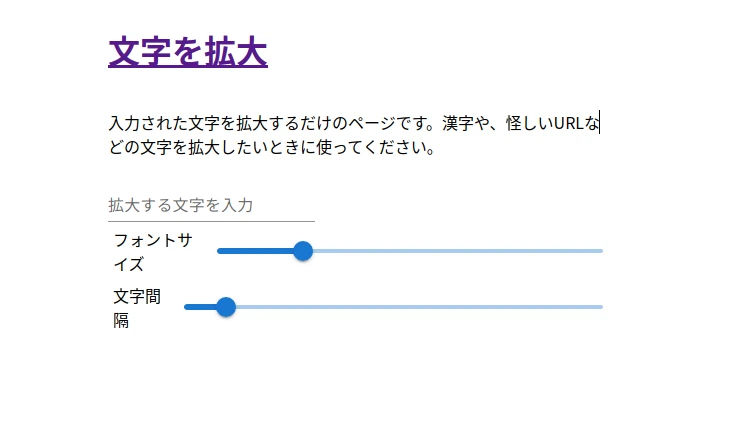 文字を拡大
入力された文字を拡大するだけのページです。漢字や、怪しいURLな
どの文字を拡大したいときに使ってください。
拡大する文字を入力
フォントサ
イズ
文字間
隔